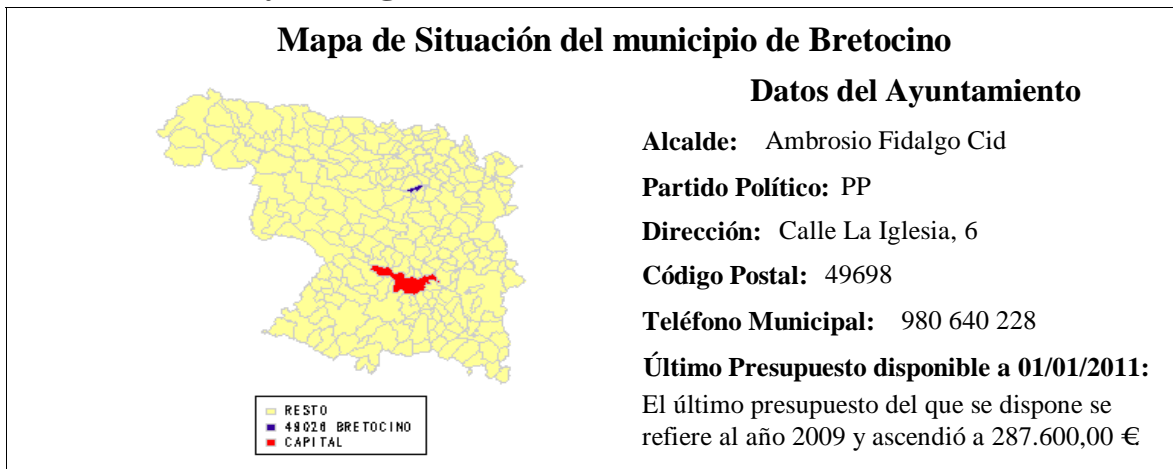 Mapa de Situación del municipio de Bretocino
Datos del Ayuntamiento
Alcalde: Ambrosio Fidalgo Cid
Partido Político: PP
Dirección: Calle La Iglesia, 6
Código Postal: 49698
Teléfono Municipal: 980 640 228
Último Presupuesto disponible a 01/01/2011:
El último presupuesto del que se dispone se
refiere al año 2009 y ascendió a 287.600,00 €
RESTO
49026 BRETOCINO
CAPITAL